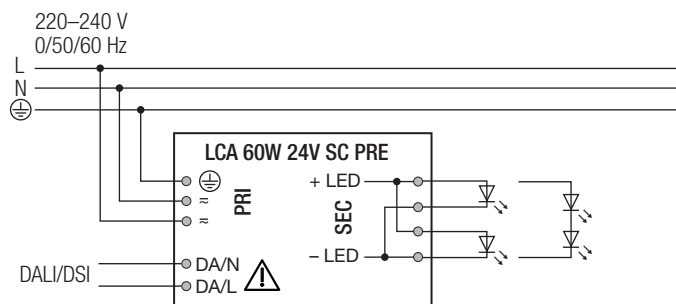 220–240 V
0/50/60 Hz
L
N
LCA 60W 24V SC PRE
+ LED
≈
PRI
SEC
≈
– LED
DALI/DSI
DA/N
DA/L